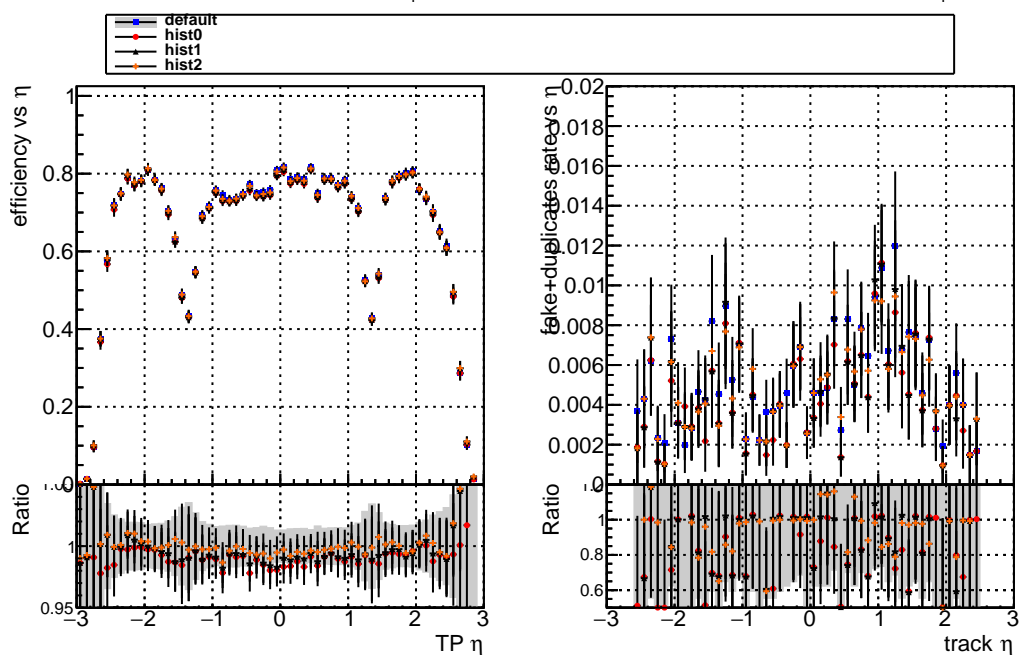 default
hist0
hist1
hist2
efficiency vs η
1
0.8
0.6
0.4
0.2
0
Ratio
1
0.95
−3 −2 −1 0 1 2 3
TP η
fake+duplicates rate vs η
0.02
0.018
0.016
0.014
0.012
0.01
0.008
0.006
0.004
0.002
0
Ratio
1
0.8
0.6
−3 −2 −1 0 1 2 3
track η